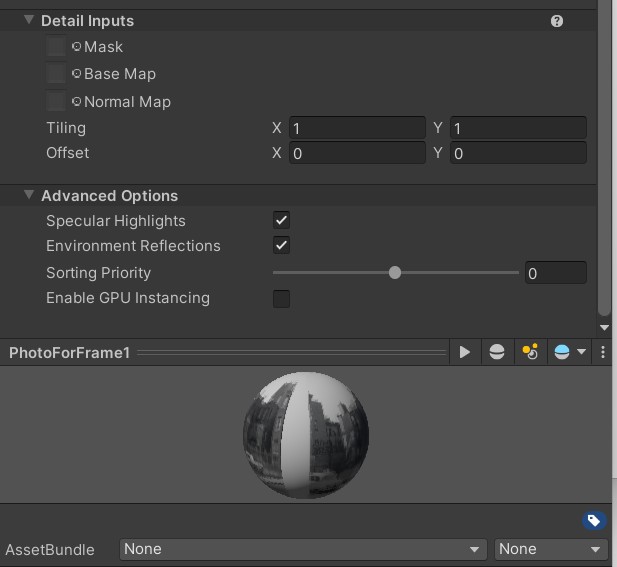 Detail Inputs
Mask
Base Map
Normal Map
Tiling X 1 Y 1
Offset X 0 Y 0
Advanced Options
Specular Highlights
Environment Reflections
Sorting Priority 0
Enable GPU Instancing
PhotoForFrame1
AssetBundle None None